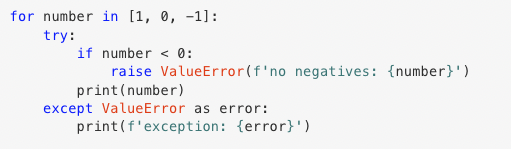 for number in [1, 0, -1]:
    try:
        if number < 0:
            raise ValueError(f'no negatives: {number}')
        print(number)
    except ValueError as error:
        print(f'exception: {error}')